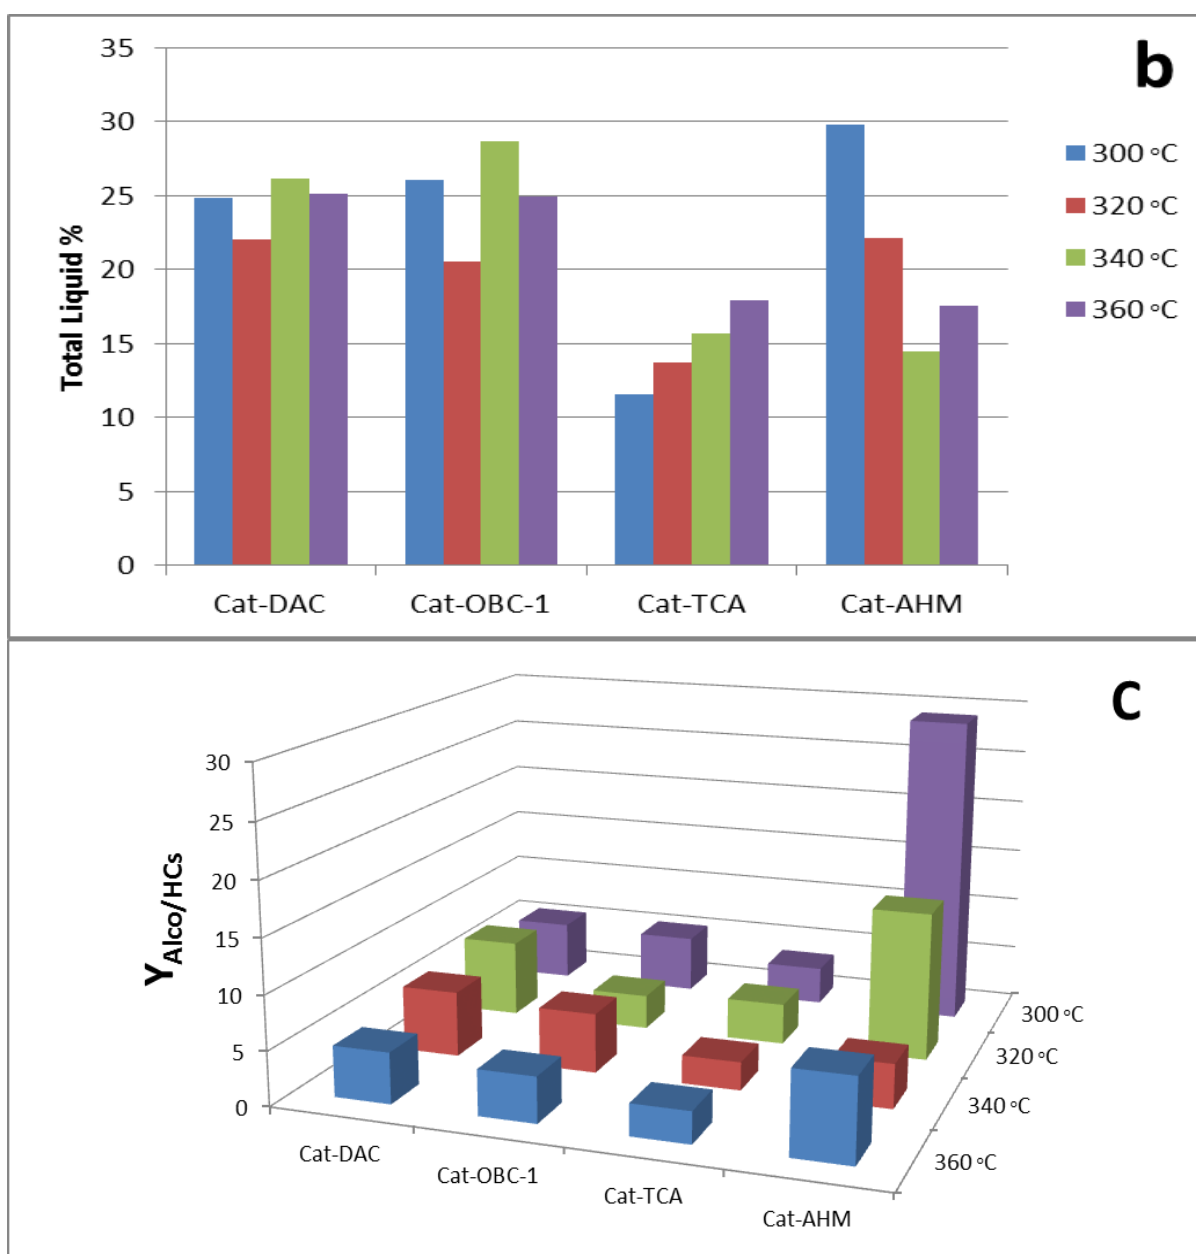 b
35
30
25
20
15
10
5
0
Total Liquid %
Cat-DAC Cat-OBC-1 Cat-TCA Cat-AHM
300 °C
320 °C
340 °C
360 °C
C
30
25
20
15
10
5
0
YAlco/HCs
Cat-DAC
Cat-OBC-1
Cat-TCA
Cat-AHM
300 °C
320 °C
340 °C
360 °C